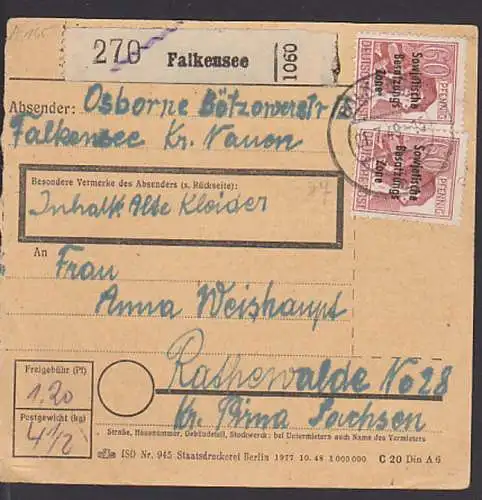 270 Falkensee 1060
60 PFENNIG
Sowjetische
Besatzungs
Zone
60 PFENNIG
Sowjetische
Besatzungs
Zone
Absender: Osborne Bötzowerstr
Falkensee Kr. Nauen
Besondere Vermerke des Absenders (s. Rückseite):
Inhalt: Alte Kleider
An
Frau
Anna Weishaupt
Rathewalde No 28
Kr. Pirna Sachsen
Freigebühr (Pf)
1.20
Postgewicht (kg)
4 1/2
Straße, Hausnummer, Gebäudeteil, Stockwerk; bei Untermietern auch Name des Vermieters
ISD Nr. 945 Staatsdruckerei Berlin 1977 10. 48 1 000 000 C 20 Din A 6